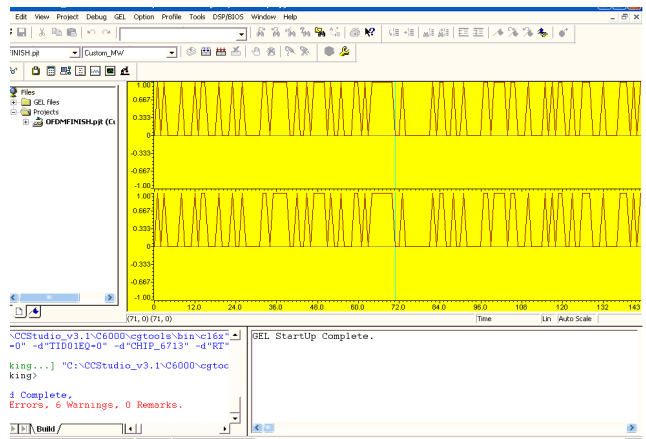 Edit View Project Debug GEL Option Profile Tools DSP/BIOS Window Help
FINISH.pjt Custom_MW
Files
GEL files
Projects
OFDMFINISH.pjt (Cu
1.00
0.667
0.333
0
-0.333
-0.667
-1.00
1.00
0.667
0.333
0
-0.333
-0.667
-1.00
0 12.0 24.0 36.0 48.0 60.0 72.0 84.0 96.0 108 120 132 143
(71, 0) (71, 0) Time Lin Auto Scale
\CCStudio_v3.1\C6000\cgtools\bin\cl6x"
=0" -d"TIDO1EQ=0" -d"CHIP_6713" -d"RT"
king...] "C:\CCStudio_v3.1\C6000\cgtoc
king>
d Complete,
Errors, 6 Warnings, 0 Remarks.
Build
GEL StartUp Complete.